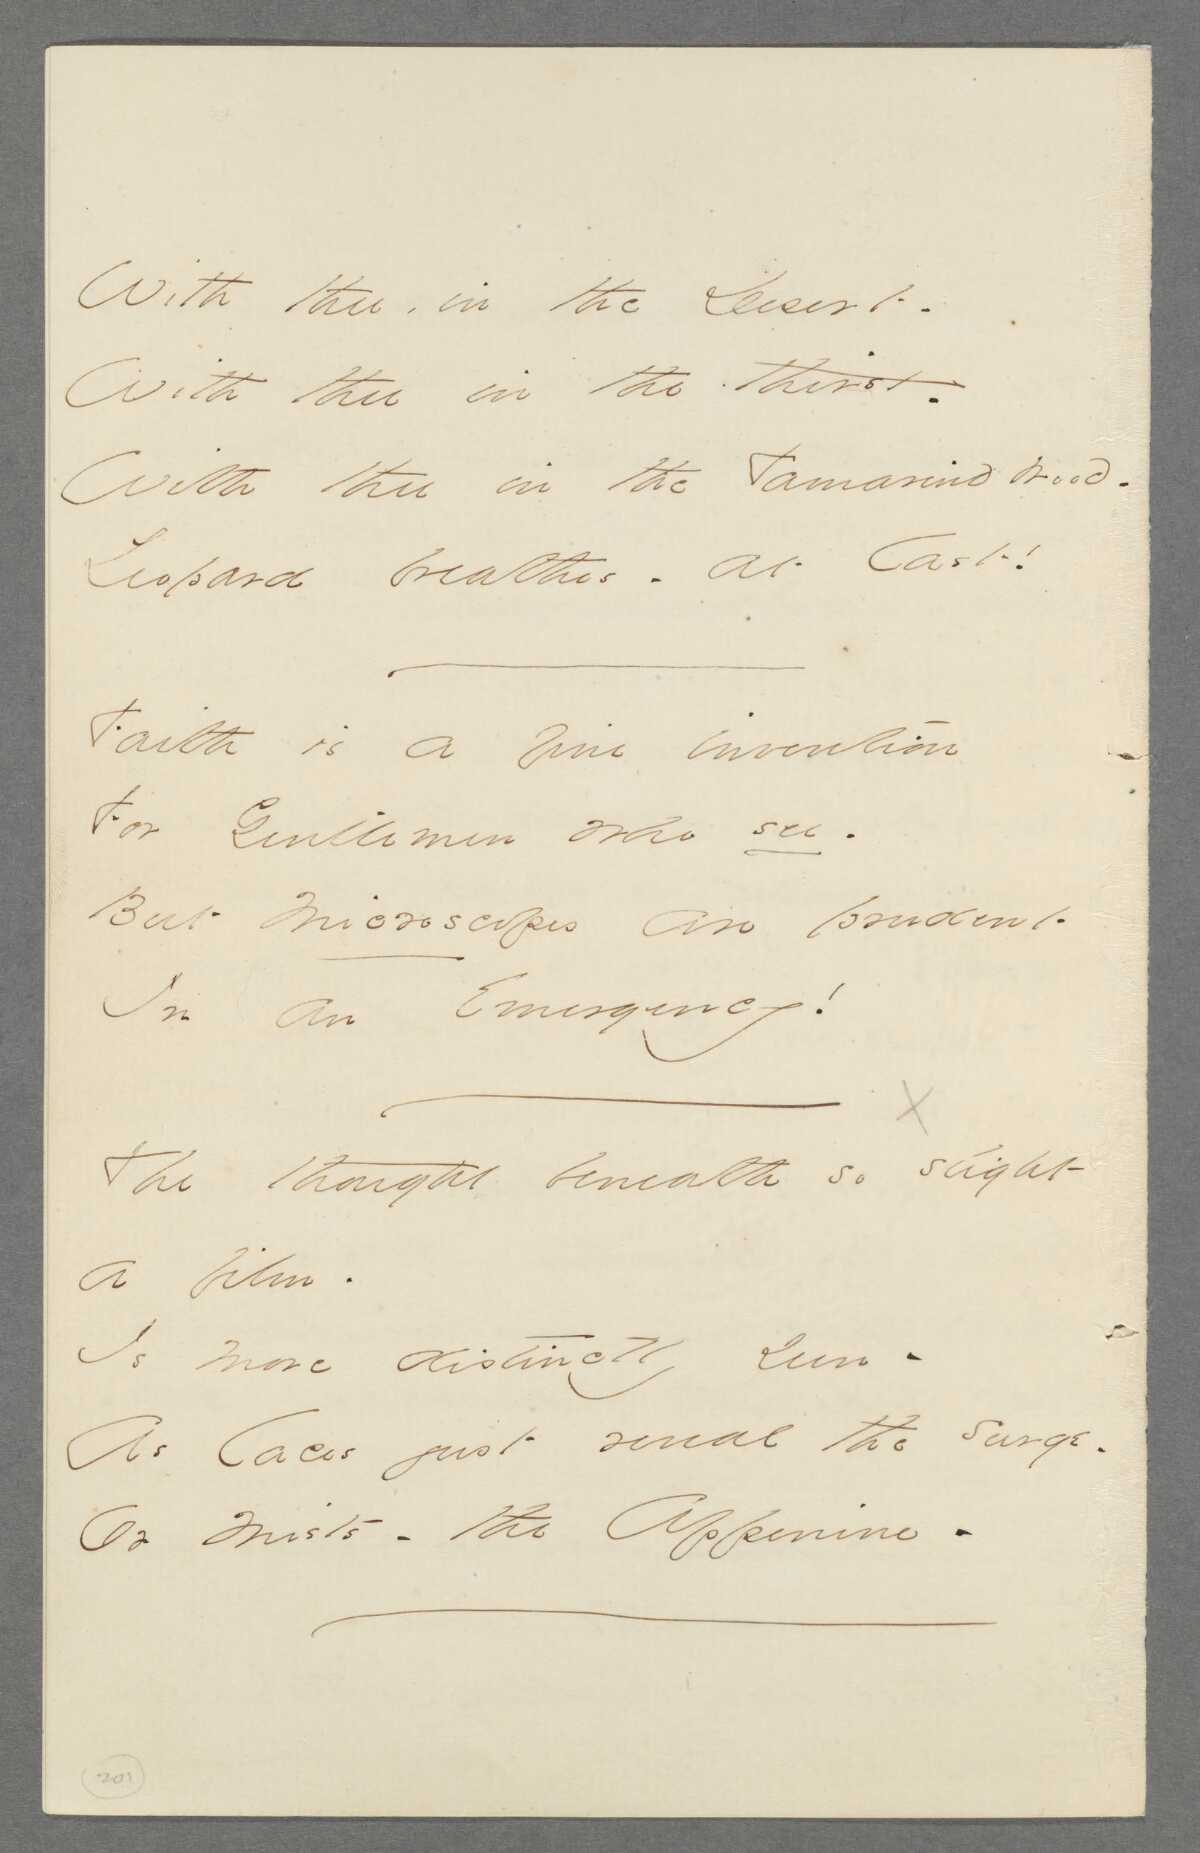 With thee, in the Desert -
With thee in the thirst -
With thee in the Tamarind wood -
Leopard breathes - at last!
Faith is a fine invention
For Gentlemen who see -
But Microscopes are prudent
In an Emergency!
X
The thought beneath so slight
a film -
Is more distinctly seen -
As laces just reveal the surge -
Or Mists - the Appenine -
201